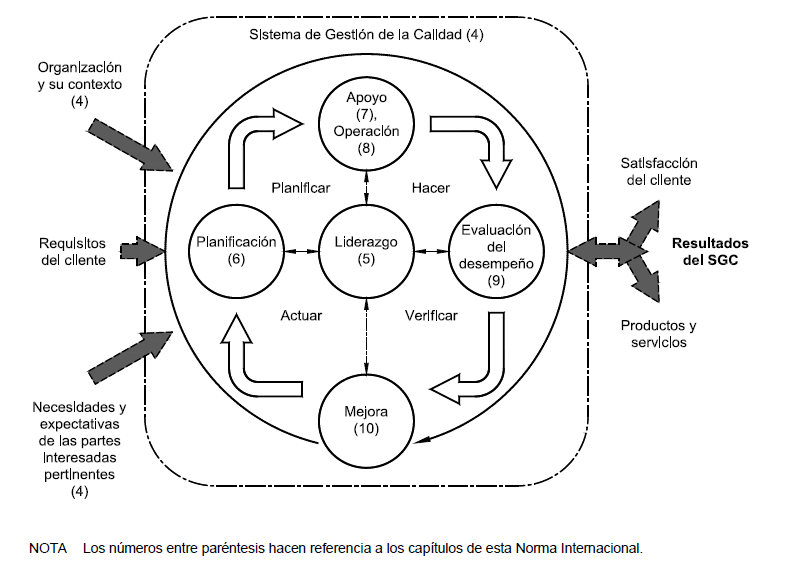 Sistema de Gestión de la Calidad (4)
Organización
y su contexto
(4)
Apoyo
(7),
Operación
(8)
Planificar
Hacer
Satisfacción
del cliente
Requisitos
del cliente
Planificación
(6)
Liderazgo
(5)
Evaluación
del
desempeño
(9)
Resultados
del SGC
Actuar
Verificar
Productos y
servicios
Necesidades y
expectativas
de las partes
interesadas
pertinentes
(4)
Mejora
(10)
NOTA Los números entre paréntesis hacen referencia a los capítulos de esta Norma Internacional.